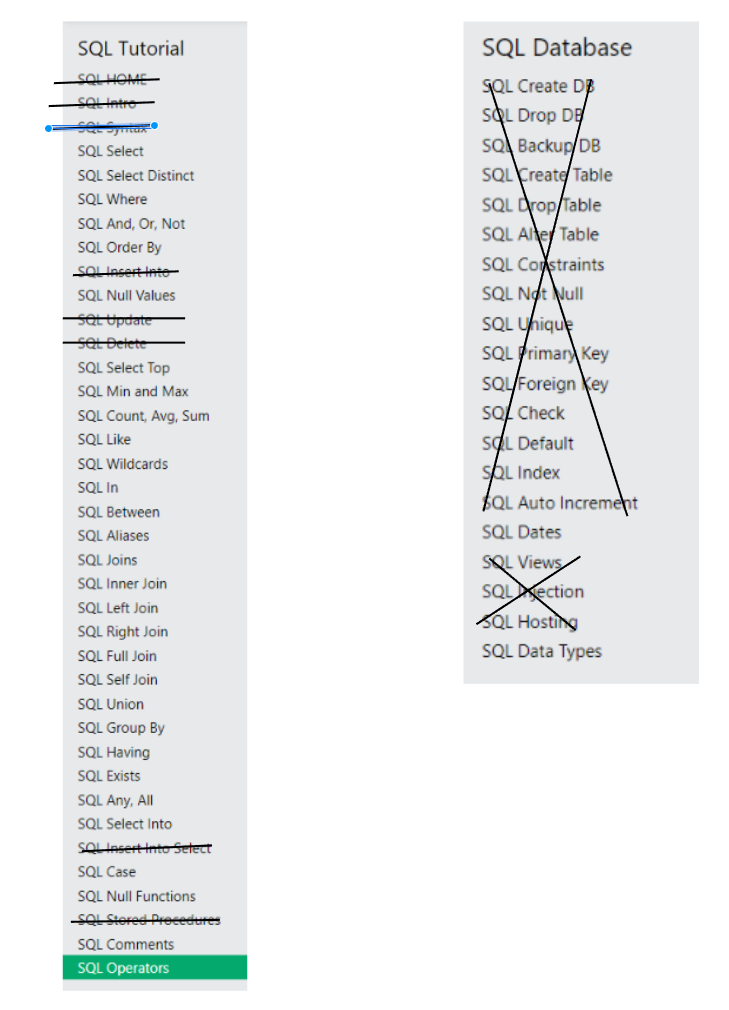 SQL Tutorial
SQL HOME
SQL Intro
SQL Syntax
SQL Select
SQL Select Distinct
SQL Where
SQL And, Or, Not
SQL Order By
SQL Insert Into
SQL Null Values
SQL Update
SQL Delete
SQL Select Top
SQL Min and Max
SQL Count, Avg, Sum
SQL Like
SQL Wildcards
SQL In
SQL Between
SQL Aliases
SQL Joins
SQL Inner Join
SQL Left Join
SQL Right Join
SQL Full Join
SQL Self Join
SQL Union
SQL Group By
SQL Having
SQL Exists
SQL Any, All
SQL Select Into
SQL Insert Into Select
SQL Case
SQL Null Functions
SQL Stored Procedures
SQL Comments
SQL Operators
SQL Database
SQL Create DB
SQL Drop DB
SQL Backup DB
SQL Create Table
SQL Drop Table
SQL Alter Table
SQL Constraints
SQL Not Null
SQL Unique
SQL Primary Key
SQL Foreign Key
SQL Check
SQL Default
SQL Index
SQL Auto Increment
SQL Dates
SQL Views
SQL Injection
SQL Hosting
SQL Data Types